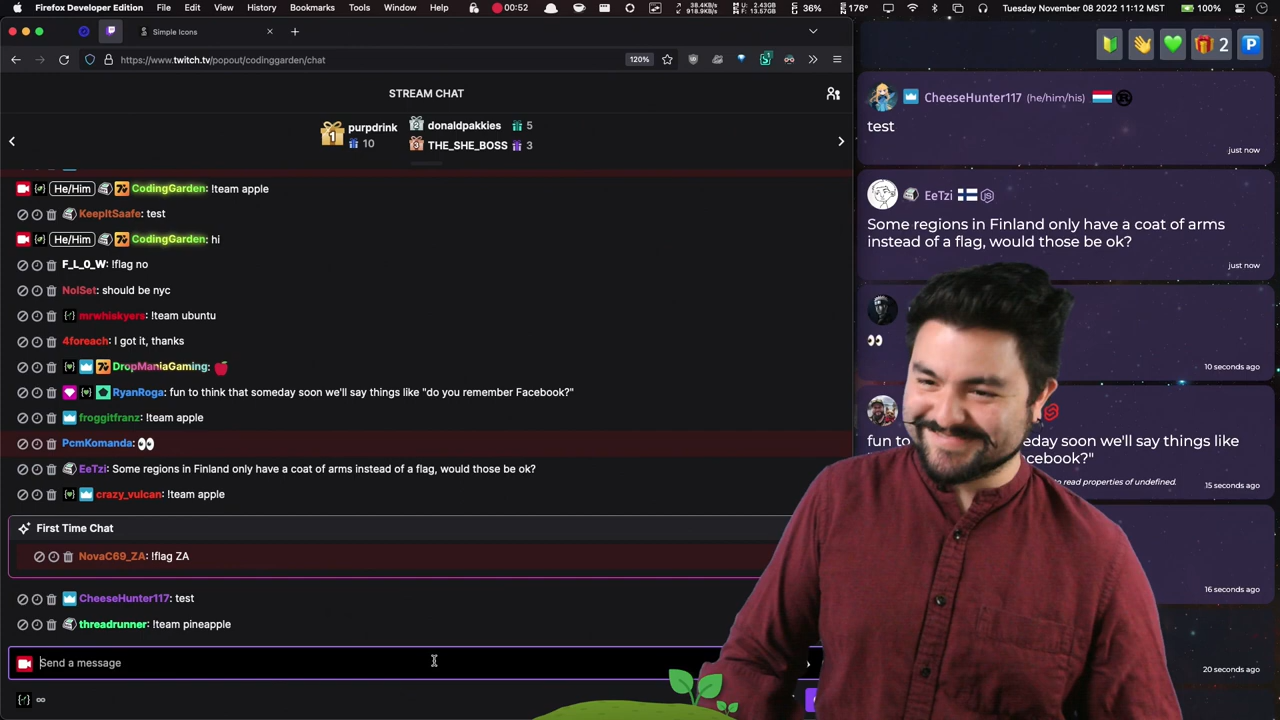 Firefox Developer Edition File Edit View History Bookmarks Tools Window Help
00:52
38.4KB/s
918.9KB/s
U: 2.43GB
F: 13.57GB
36%
176°
100%
Tuesday November 08 2022 11:12 MST
Simple Icons
https://www.twitch.tv/popout/codinggarden/chat
120%
STREAM CHAT
1 purpdrink 10
2 donaldpakkies 5
3 THE_SHE_BOSS 3
He/Him CodingGarden: !team apple
KeepItSaafe: test
He/Him CodingGarden: hi
F_L_0_W: !flag no
NolSet: should be nyc
mrwhiskyers: !team ubuntu
4foreach: I got it, thanks
DropManiaGaming:
RyanRoga: fun to think that someday soon we'll say things like "do you remember Facebook?"
froggitfranz: !team apple
PcmKomanda:
EeTzi: Some regions in Finland only have a coat of arms instead of a flag, would those be ok?
crazy_vulcan: !team apple
First Time Chat
NovaC69_ZA: !flag ZA
CheeseHunter117: test
threadrunner: !team pineapple
Send a message
∞
2
P
CheeseHunter117 (he/him/his)
test
just now
EeTzi
Some regions in Finland only have a coat of arms
instead of a flag, would those be ok?
just now
10 seconds ago
fun to
meday soon we'll say things like
cebook?"
to read properties of undefined.
15 seconds ago
16 seconds ago
20 seconds ago